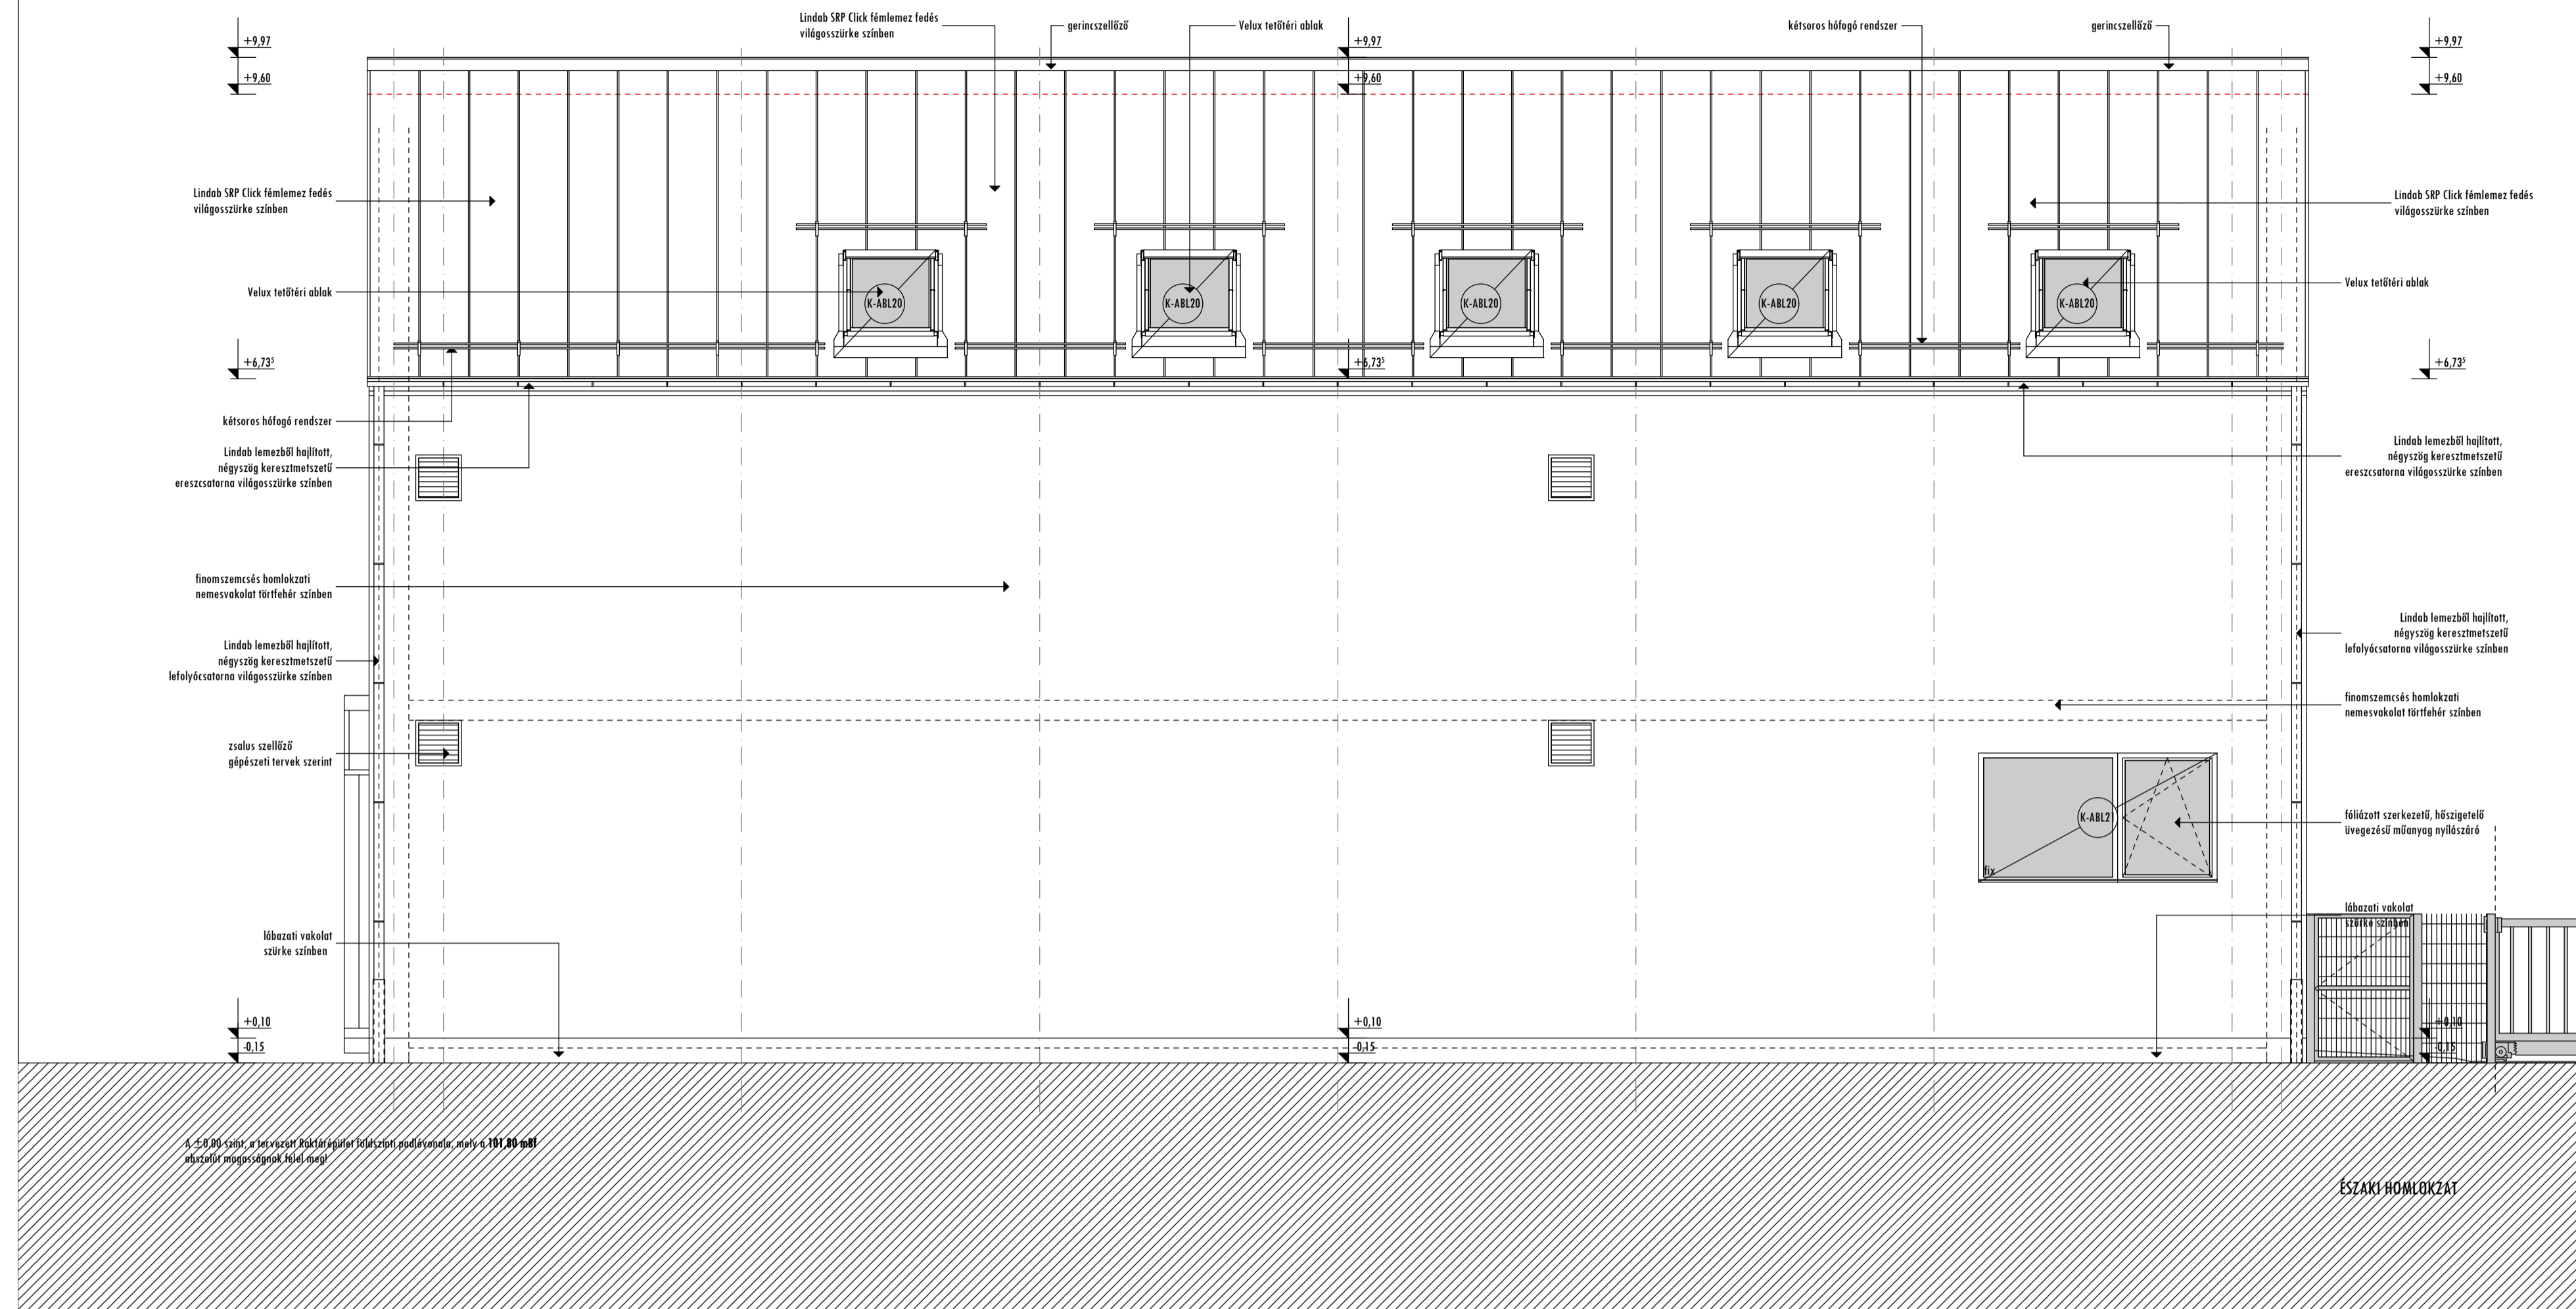 Lindab SRP Click fémlemez fedés
világosszürke színben
gerincszellőző
Velux tetőtéri ablak
kétsoros hófogó rendszer
gerincszellőző
+9,97
+9,97
+9,97
+9,60
+9,60
+9,60
Lindab SRP Click fémlemez fedés
világosszürke színben
Lindab SRP Click fémlemez fedés
világosszürke színben
Velux tetőtéri ablak
K-ABL20
K-ABL20
K-ABL20
K-ABL20
K-ABL20
Velux tetőtéri ablak
+6,73⁵
+6,73⁵
+6,73⁵
kétsoros hófogó rendszer
Lindab lemezből hajlított,
négyszög keresztmetszetű
ereszcsatorna világosszürke színben
Lindab lemezből hajlított,
négyszög keresztmetszetű
ereszcsatorna világosszürke színben
finomszemcsés homlokzati
nemesvakolat törtfehér színben
Lindab lemezből hajlított,
négyszög keresztmetszetű
lefolyócsatorna világosszürke színben
Lindab lemezből hajlított,
négyszög keresztmetszetű
lefolyócsatorna világosszürke színben
finomszemcsés homlokzati
nemesvakolat törtfehér színben
zsalus szellőző
gépészeti tervek szerint
K-ABL2
fix
fóliázott szerkezetű, hőszigetelő
üvegezésű műanyag nyílászáró
lábazati vakolat
szürke színben
lábazati vakolat
szürke színben
+0,10
+0,10
+0,10
-0,15
-0,15
-0,15
A ±0,00 szint, a tervezett Raktárépület földszinti padlóvonala, mely a 101,80 mBf
abszolút magasságnak felel meg!
ÉSZAKI HOMLOKZAT